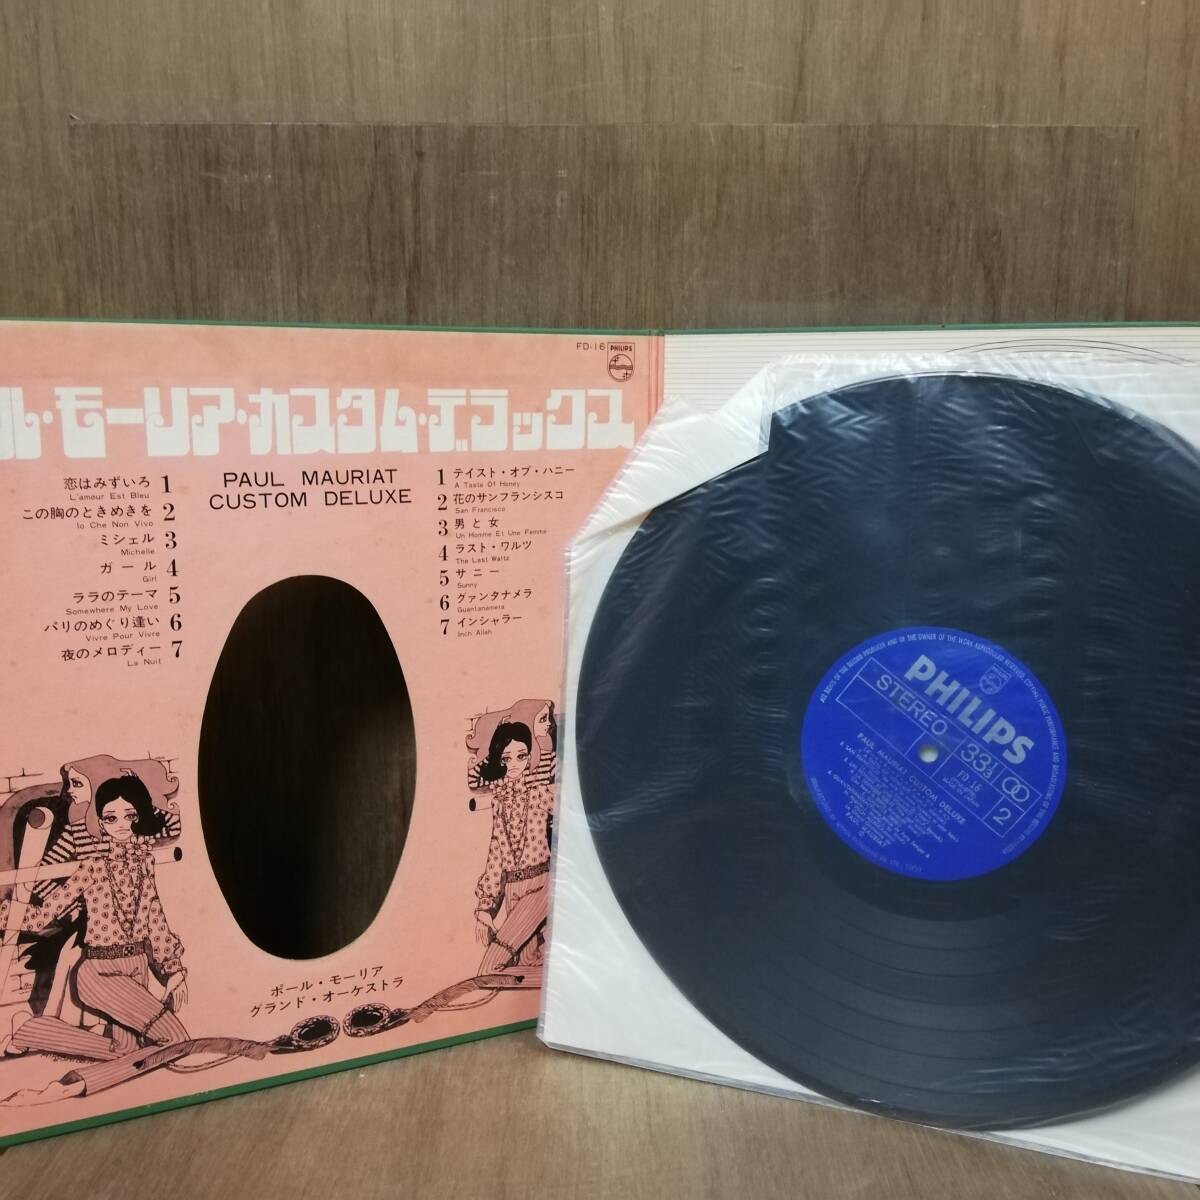 FD-16 PHILIPS
ル・モーリア・カスタム・デラックス
PAUL MAURIAT
CUSTOM DELUXE
恋はみずいろ 1
L'amour Est Bleu
この胸のときめきを 2
Io Che Non Vivo
ミシェル 3
Michelle
ガール 4
Girl
ララのテーマ 5
Somewhere My Love
パリのめぐり逢い 6
Vivre Pour Vivre
夜のメロディー 7
La Nuit
1 テイスト・オブ・ハニー
A Taste Of Honey
2 花のサンフランシスコ
San Francisco
3 男と女
Un Homme Et Une Femme
4 ラスト・ワルツ
The Last Waltz
5 サニー
Sunny
6 グァンタナメラ
Guantanamera
7 インシャラー
Inch Allah
ポール・モーリア
グランド・オーケストラ
PHILIPS
STEREO 33 1/3
2
FD-16
PAUL MAURIAT CUSTOM DELUXE